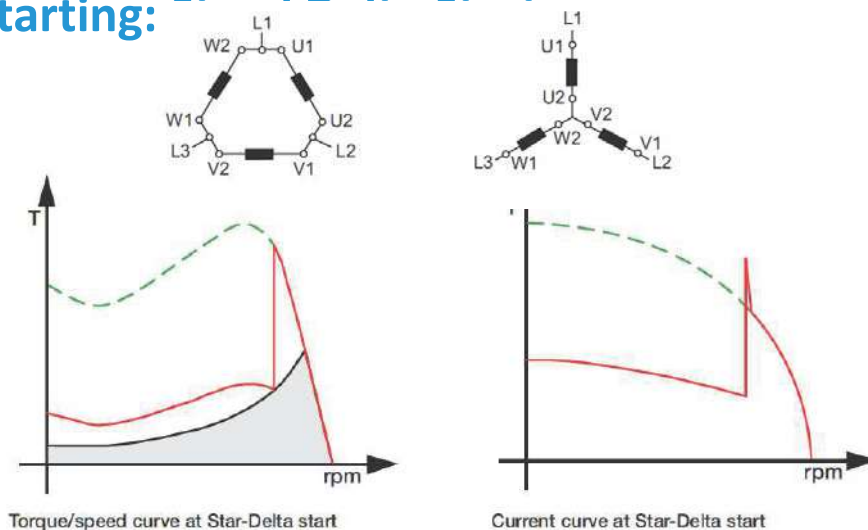 tarting:
L1
W2 U1
W1 U2
L3 L2
V2 V1
L1
U1
U2
V2
W2
V1
L3 W1 L2
T
rpm
rpm
Torque/speed curve at Star-Delta start
Current curve at Star-Delta start